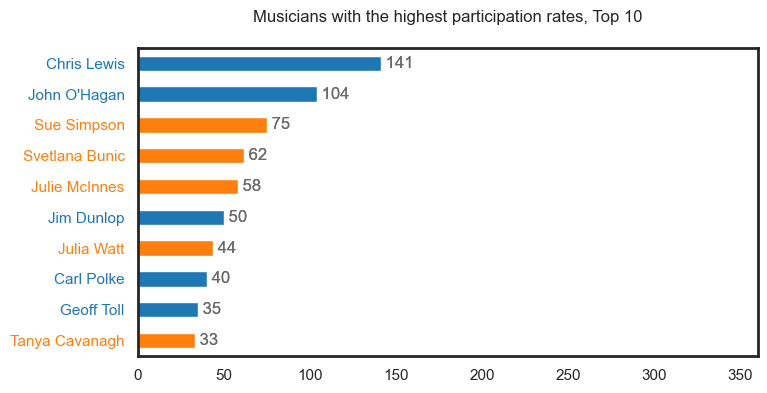 Musicians with the highest participation rates, Top 10
Chris Lewis 141
John O'Hagan 104
Sue Simpson 75
Svetlana Bunic 62
Julie McInnes 58
Jim Dunlop 50
Julia Watt 44
Carl Polke 40
Geoff Toll 35
Tanya Cavanagh 33
0 50 100 150 200 250 300 350